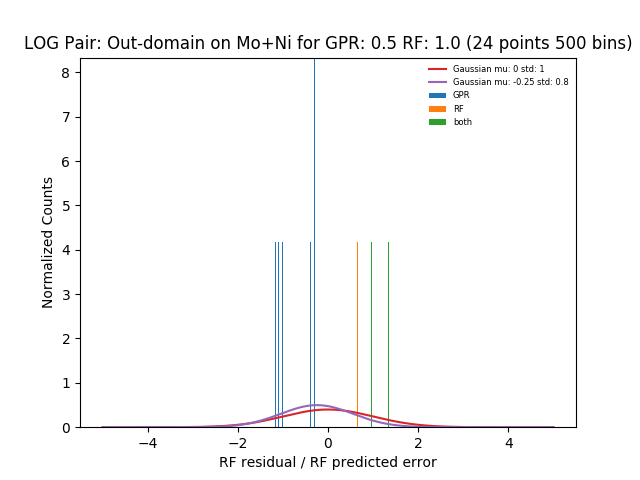 LOG Pair: Out-domain on Mo+Ni for GPR: 0.5 RF: 1.0 (24 points 500 bins)
Gaussian mu: 0 std: 1
Gaussian mu: -0.25 std: 0.8
GPR
RF
both
8
7
6
5
4
3
2
1
0
Normalized Counts
−4 −2 0 2 4
RF residual / RF predicted error